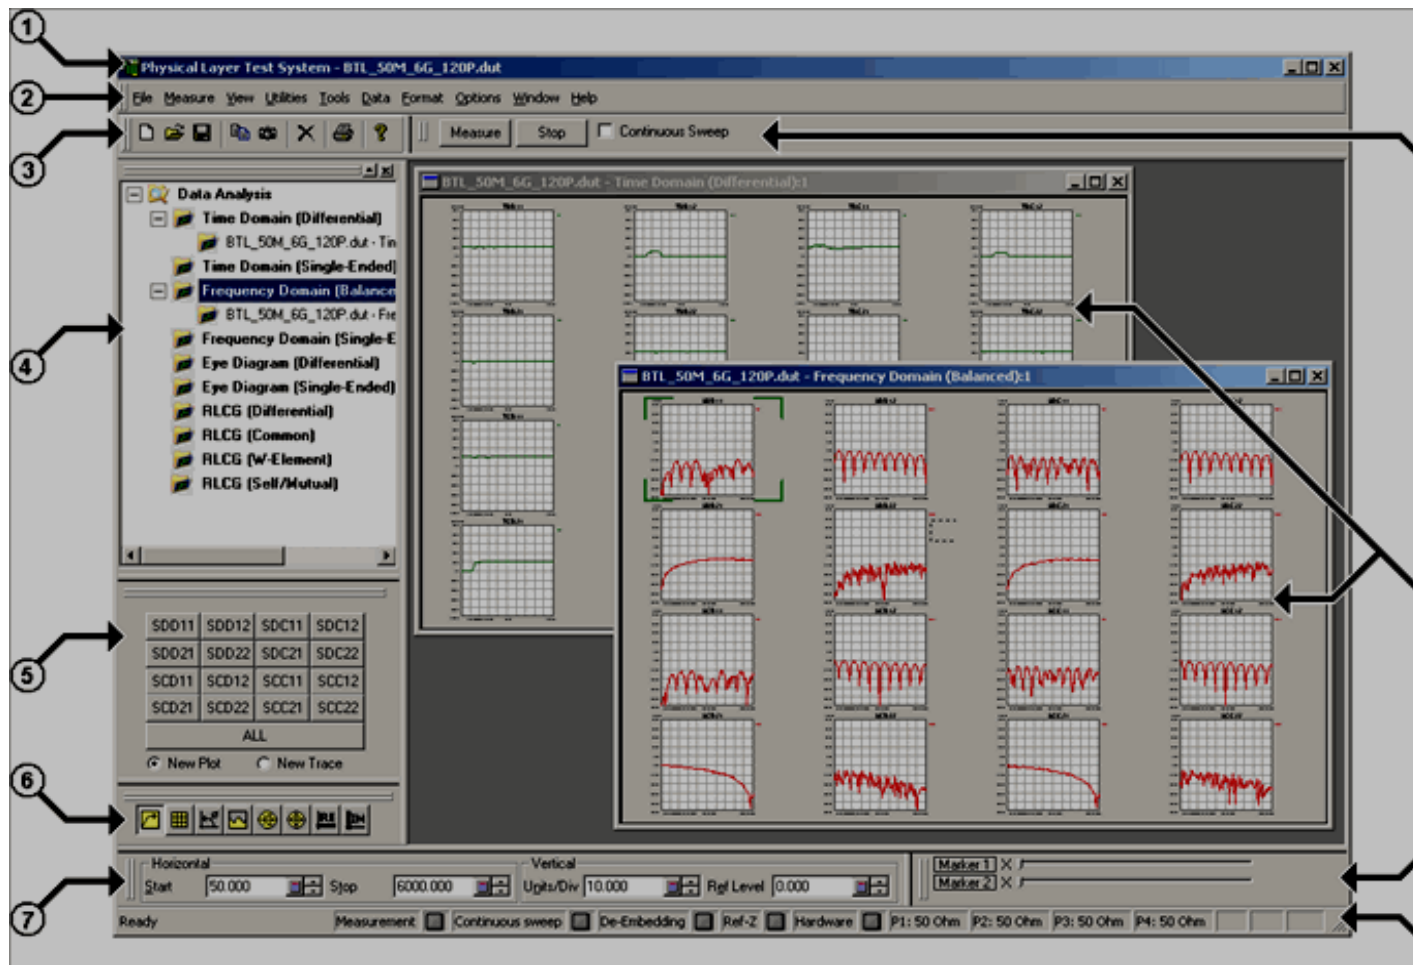 1
Physical Layer Test System - BTL_50M_6G_120P.dut
2
File Measure View Utilities Tools Data Format Options Window Help
3
Measure Stop Continuous Sweep
BTL_50M_6G_120P.dut - Time Domain (Differential):1
Data Analysis
Time Domain (Differential)
BTL_50M_6G_120P.dut - Tin
Time Domain (Single-Ended)
Frequency Domain (Balance
BTL_50M_6G_120P.dut - Fre
Frequency Domain (Single-E
4
Eye Diagram (Differential)
Eye Diagram (Single-Ended)
RLCG (Differential)
RLCG (Common)
RLCG (W-Element)
RLCG (Self/Mutual)
BTL_50M_6G_120P.dut - Frequency Domain (Balanced):1
5
SDD11 SDD12 SDC11 SDC12
SDD21 SDD22 SDC21 SDC22
SCD11 SCD12 SCC11 SCC12
SCD21 SCD22 SCC21 SCC22
ALL
New Plot New Trace
6
RE IM
7
Horizontal
Start 50.000 Stop 6000.000
Vertical
Units/Div 10.000 Ref Level 0.000
Marker 1 X
Marker 2 X
Ready Measurement Continuous sweep De-Embedding Ref-Z Hardware P1: 50 Ohm P2: 50 Ohm P3: 50 Ohm P4: 50 Ohm